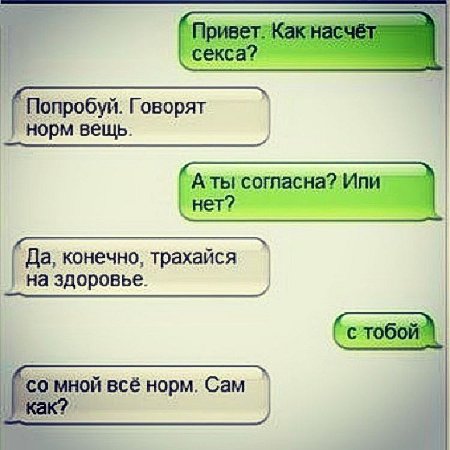 Привет. Как насчёт
секса?
Попробуй. Говорят
норм вещь.
А ты согласна? Ипи
нет?
Да, конечно, трахайся
на здоровье.
с тобой
со мной всё норм. Сам
как?